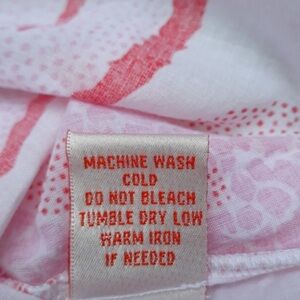 MACHINE WASH
COLD
DO NOT BLEACH
TUMBLE DRY LOW
WARM IRON
IF NEEDED